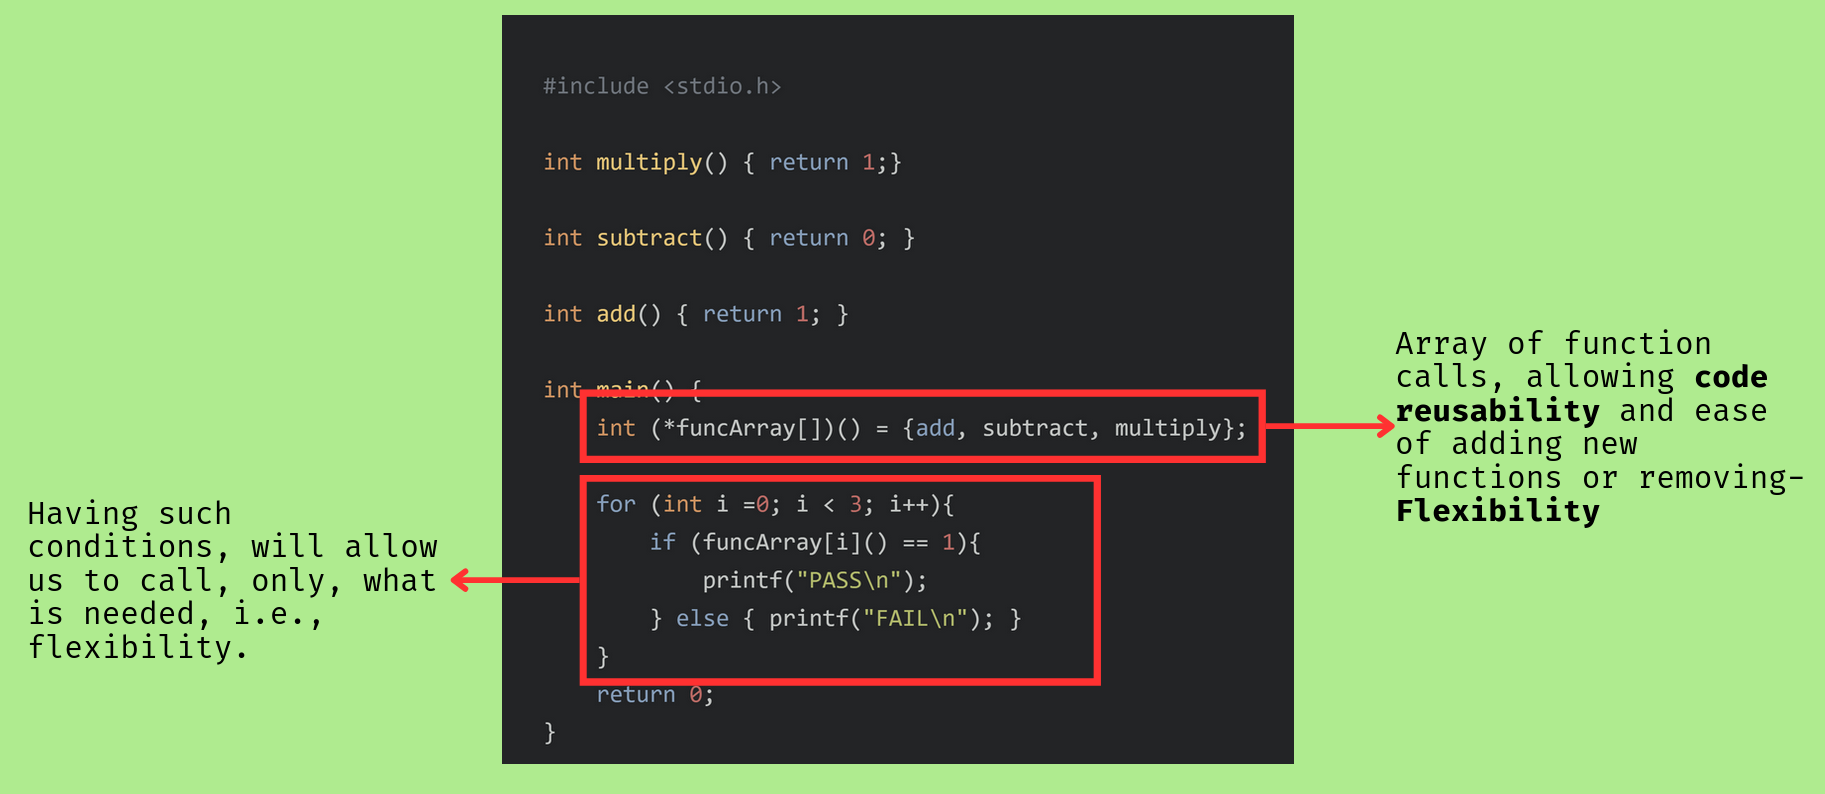 #include <stdio.h>
int multiply() { return 1;}
int subtract() { return 0; }
int add() { return 1; }
int main() {
int (*funcArray[])() = {add, subtract, multiply};
for (int i =0; i < 3; i++){
if (funcArray[i]() == 1){
printf("PASS\n");
} else { printf("FAIL\n"); }
}
return 0;
}
Array of function
calls, allowing code
reusability and ease
of adding new
functions or removing-
Flexibility
Having such
conditions, will allow
us to call, only, what
is needed, i.e.,
flexibility.